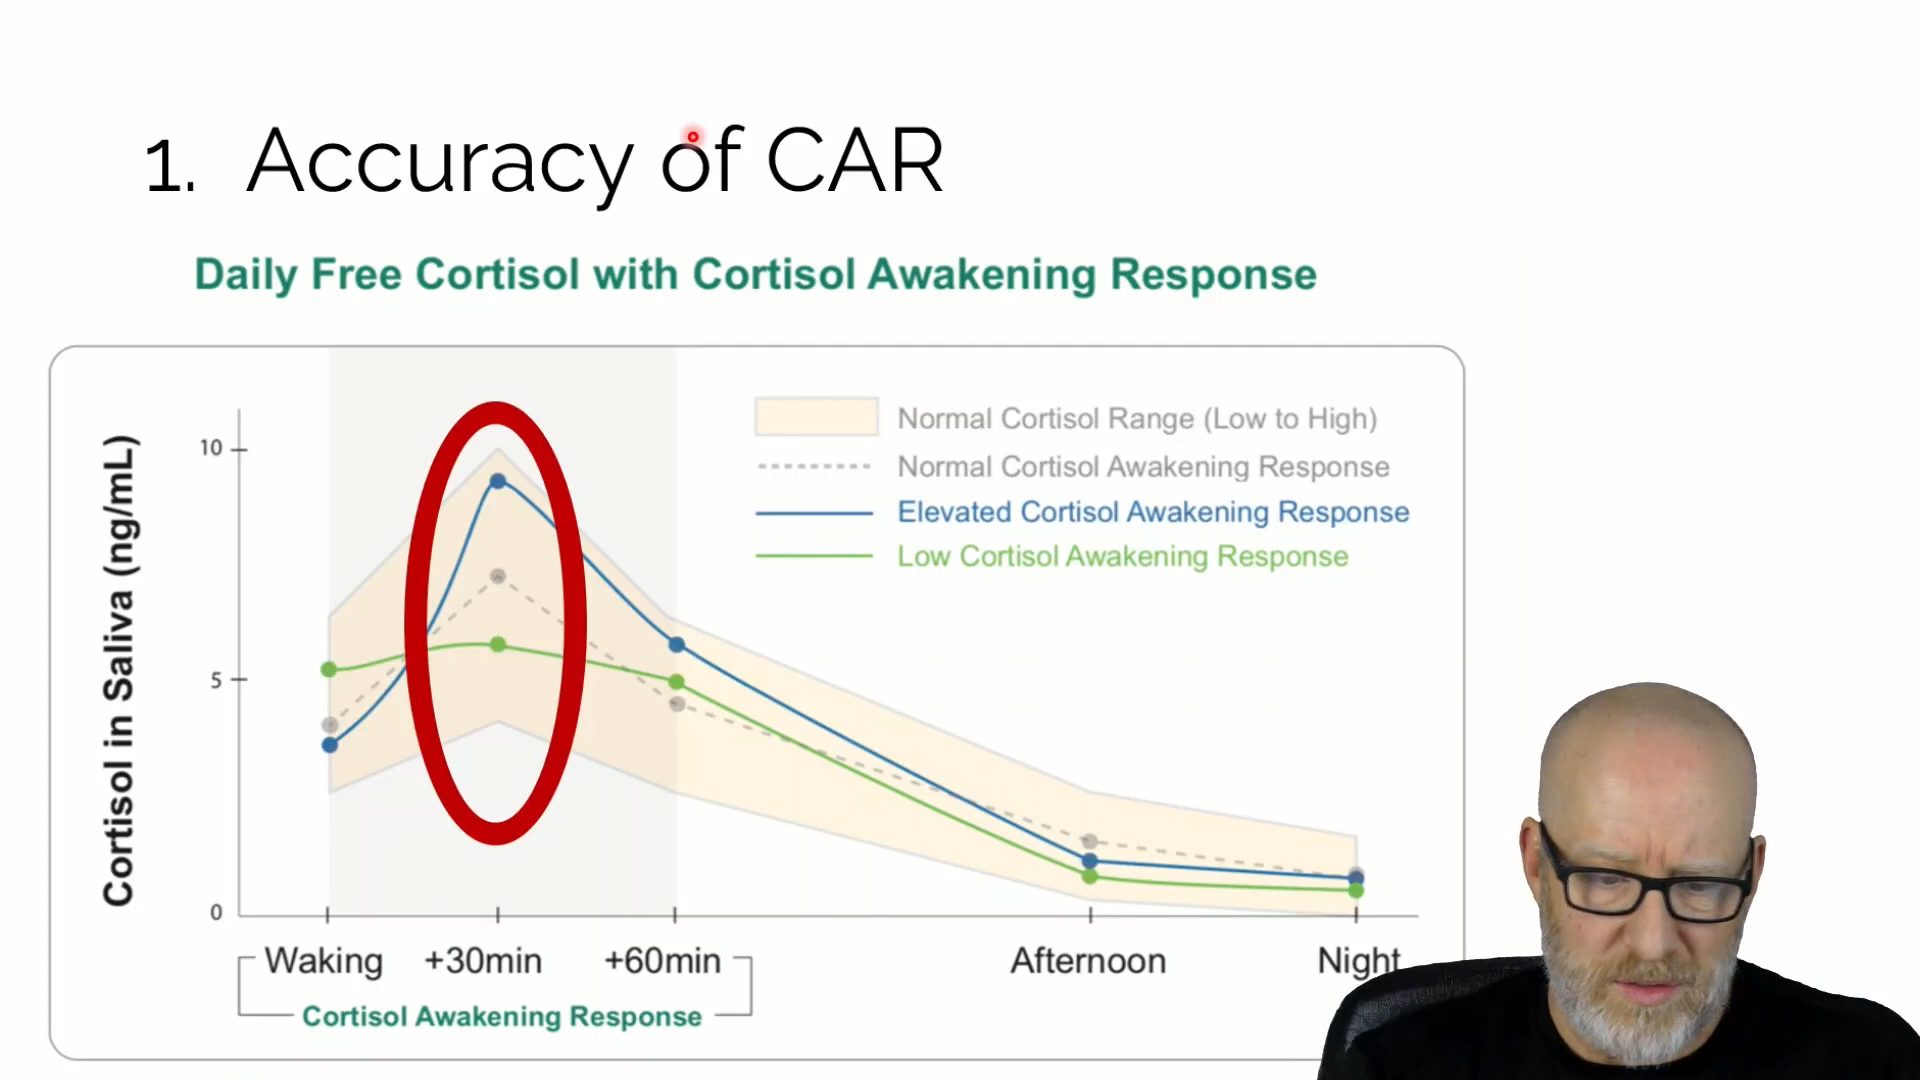 1. Accuracy of CAR
Daily Free Cortisol with Cortisol Awakening Response
Cortisol in Saliva (ng/mL)
10
5
0
Normal Cortisol Range (Low to High)
Normal Cortisol Awakening Response
Elevated Cortisol Awakening Response
Low Cortisol Awakening Response
Waking +30min +60min Afternoon Night
Cortisol Awakening Response